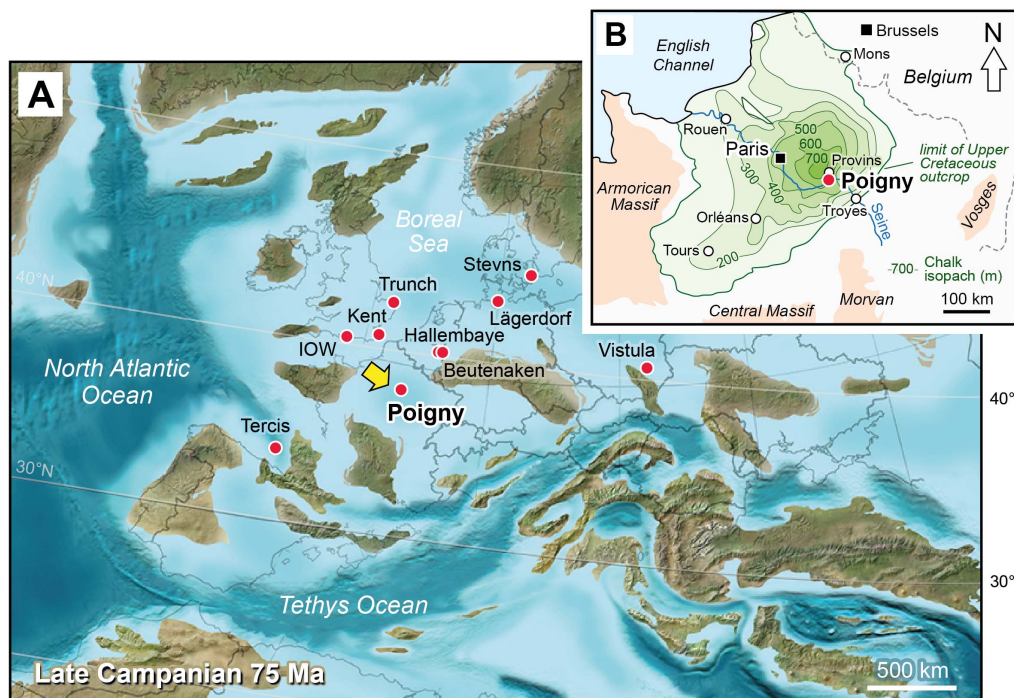 A
Boreal
Sea
Stevns
Trunch
Lägerdorf
Kent
IOW
Hallembaye
Beutenaken
Vistula
Poigny
Tercis
North Atlantic
Ocean
Tethys Ocean
40°N
30°N
40°
30°
Late Campanian 75 Ma
500 km
B
English
Channel
Brussels
N
Mons
Belgium
Rouen
Paris
500
600
700
Provins
limit of Upper
Cretaceous
outcrop
Poigny
Armorican
Massif
300
400
Orléans
Troyes
Seine
Vosges
Tours
200
-700- Chalk
isopach (m)
Central Massif
Morvan
100 km